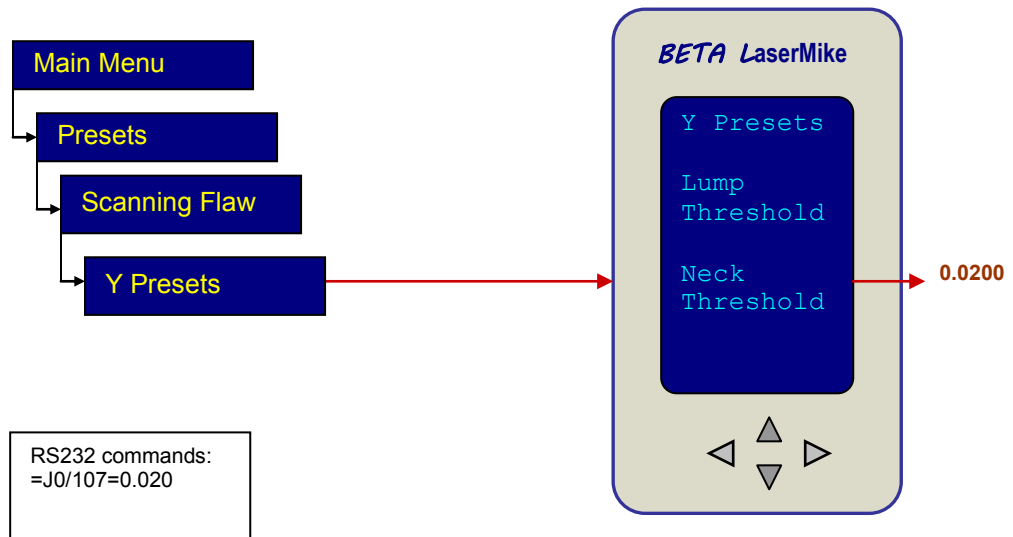 Main Menu
Presets
Scanning Flaw
Y Presets
BETA LaserMike
Y Presets
Lump
Threshold
Neck
Threshold
0.0200
RS232 commands:
=J0/107=0.020